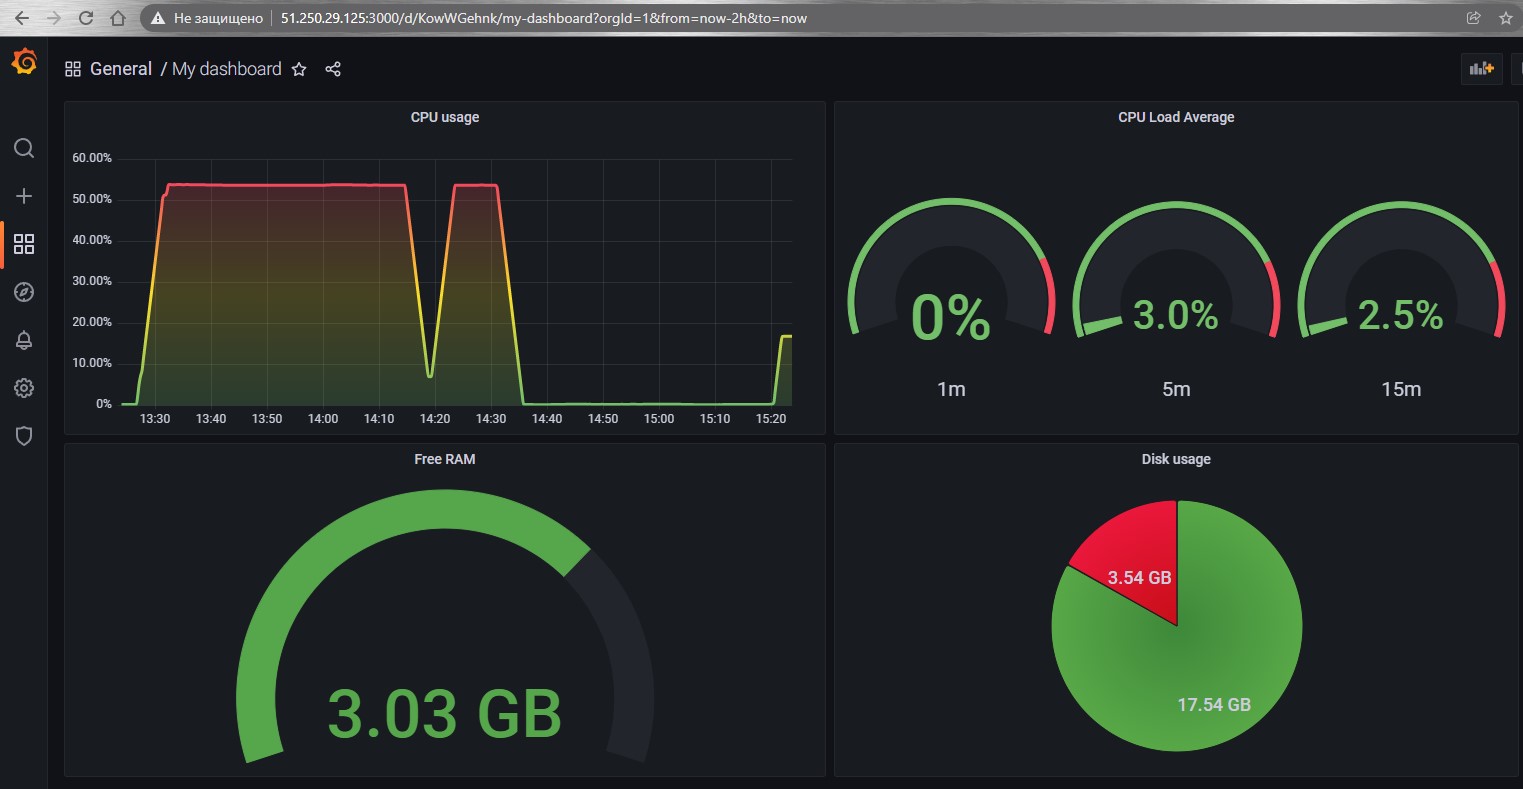 Не защищено 51.250.29.125:3000/d/KowWGehnk/my-dashboard?orgId=1&from=now-2h&to=now
General / My dashboard
CPU usage
60.00%
50.00%
40.00%
30.00%
20.00%
10.00%
0%
13:30 13:40 13:50 14:00 14:10 14:20 14:30 14:40 14:50 15:00 15:10 15:20
CPU Load Average
0% 3.0% 2.5%
1m 5m 15m
Free RAM
3.03 GB
Disk usage
3.54 GB
17.54 GB